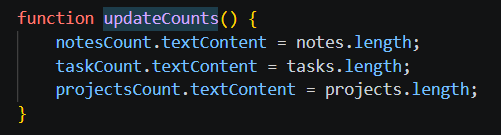 function updateCounts() {
    notesCount.textContent = notes.length;
    taskCount.textContent = tasks.length;
    projectsCount.textContent = projects.length;
}